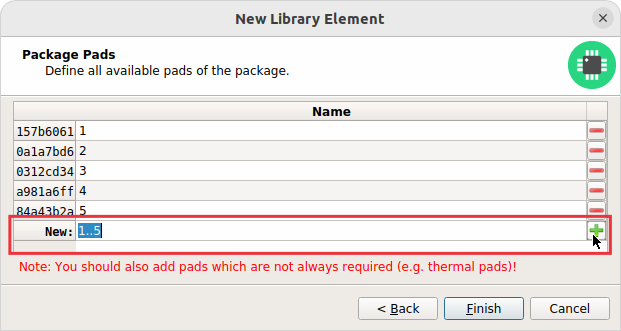 New Library Element
Package Pads
Define all available pads of the package.
Name
157b6061 1
0a1a7bd6 2
0312cd34 3
a981a6ff 4
84a43b2a 5
New: 1..5
Note: You should also add pads which are not always required (e.g. thermal pads)!
< Back Finish Cancel